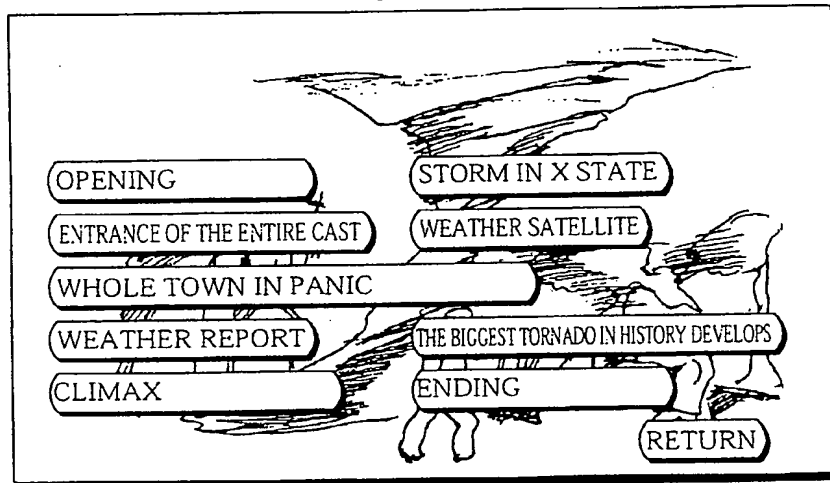 OPENING
STORM IN X STATE
ENTRANCE OF THE ENTIRE CAST
WEATHER SATELLITE
WHOLE TOWN IN PANIC
WEATHER REPORT
THE BIGGEST TORNADO IN HISTORY DEVELOPS
CLIMAX
ENDING
RETURN